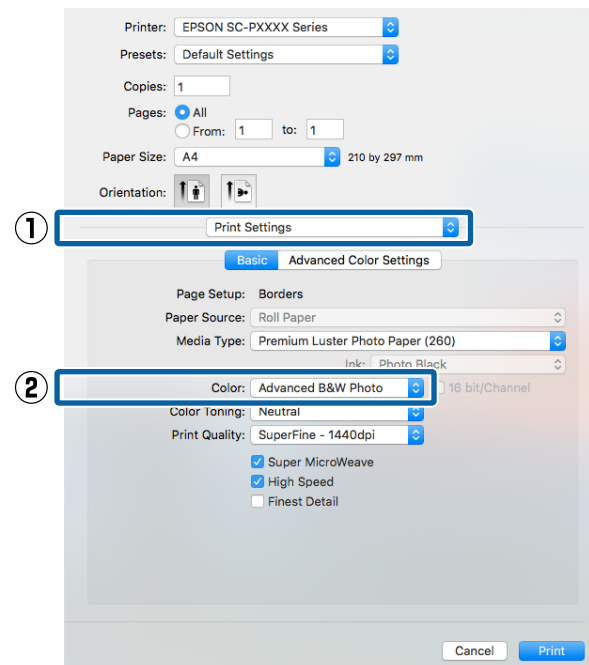 Printer: EPSON SC-PXXXX Series
Presets: Default Settings
Copies: 1
Pages: All
From: 1 to: 1
Paper Size: A4 210 by 297 mm
Orientation:
1
Print Settings
Basic Advanced Color Settings
Page Setup: Borders
Paper Source: Roll Paper
Media Type: Premium Luster Photo Paper (260)
Ink: Photo Black
2
Color: Advanced B&W Photo 16 bit/Channel
Color Toning: Neutral
Print Quality: SuperFine - 1440dpi
Super MicroWeave
High Speed
Finest Detail
Cancel Print